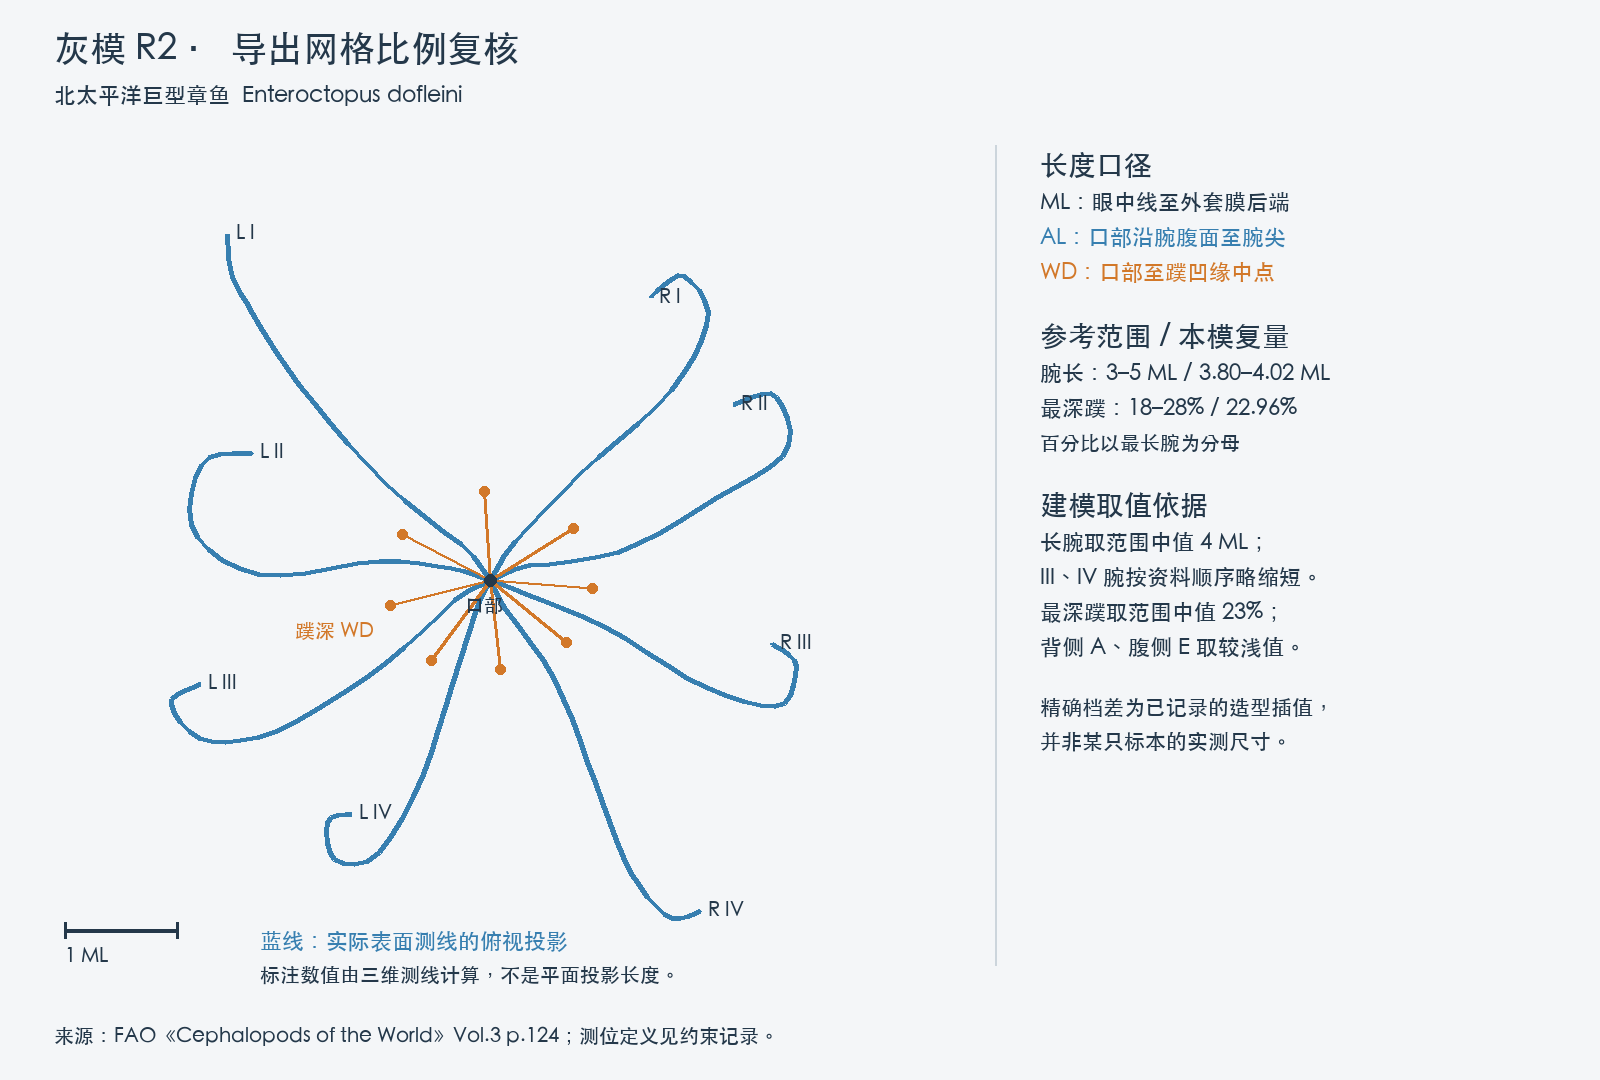 灰模 R2 · 导出网格比例复核
北太平洋巨型章鱼 Enteroctopus dofleini
L I
R I
R II
L II
口部
蹼深 WD
R III
L III
L IV
R IV
1 ML
蓝线：实际表面测线的俯视投影
标注数值由三维测线计算，不是平面投影长度。
长度口径
ML：眼中线至外套膜后端
AL：口部沿腕腹面至腕尖
WD：口部至蹼凹缘中点
参考范围 / 本模复量
腕长：3–5 ML / 3.80–4.02 ML
最深蹼：18–28% / 22.96%
百分比以最长腕为分母
建模取值依据
长腕取范围中值 4 ML；
III、IV 腕按资料顺序略缩短。
最深蹼取范围中值 23%；
背侧 A、腹侧 E 取较浅值。
精确档差为已记录的造型插值，
并非某只标本的实测尺寸。
来源：FAO《Cephalopods of the World》Vol.3 p.124；测位定义见约束记录。